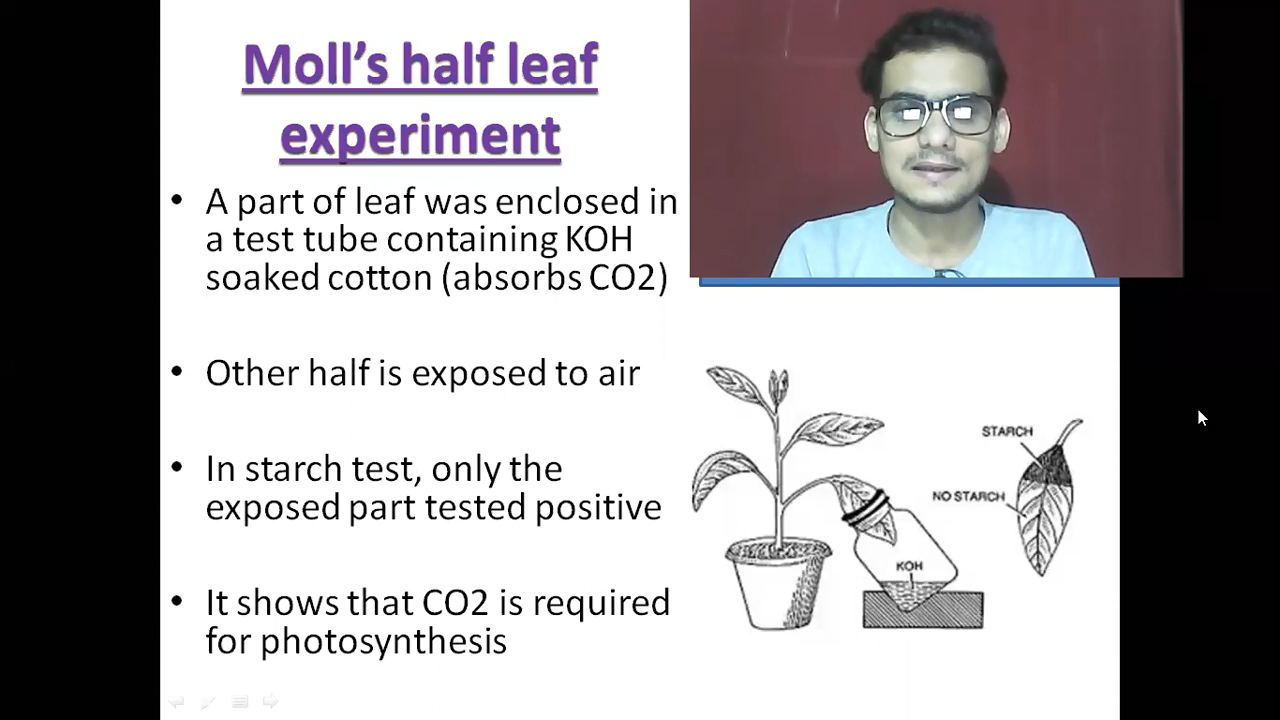 Moll's half leaf
experiment
• A part of leaf was enclosed in
a test tube containing KOH
soaked cotton (absorbs CO2)
• Other half is exposed to air
• In starch test, only the
exposed part tested positive
• It shows that CO2 is required
for photosynthesis
STARCH
NO STARCH
KOH